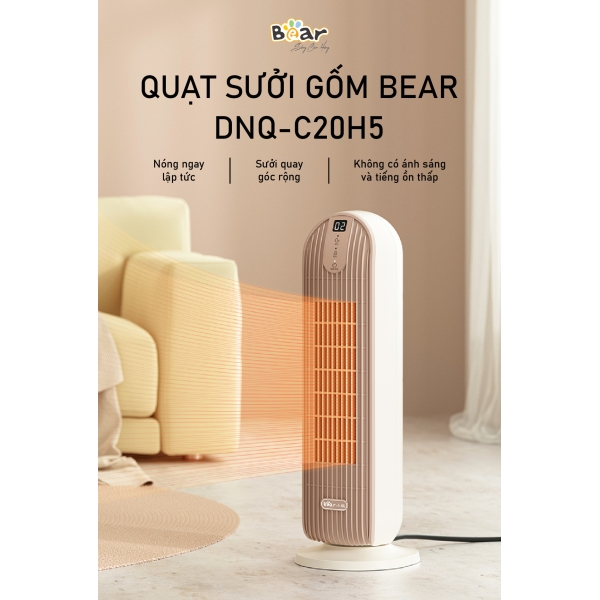 Bear
QUẠT SƯỞI GỐM BEAR
DNQ-C20H5
Nóng ngay
lập tức
Sưởi quay
góc rộng
Không có ánh sáng
và tiếng ồn thấp
02